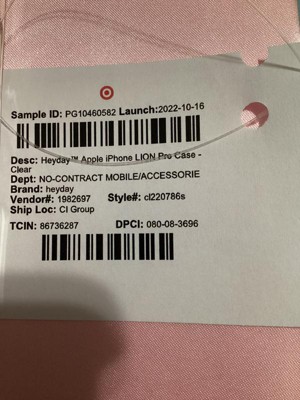 Sample ID: PG10460582 Launch:2022-10-16
Desc: Heyday™ Apple iPhone LION Pro Case -
Clear
Dept: NO-CONTRACT MOBILE/ACCESSORIE
Brand: heyday
Vendor#: 1982697 Style#: cl220786s
Ship Loc: CI Group
TCIN: 86736287 DPCI: 080-08-3696